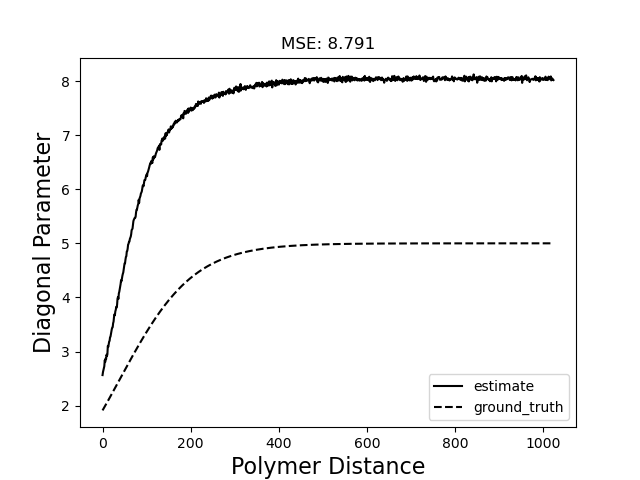 MSE: 8.791
Diagonal Parameter
8
7
6
5
4
3
2
estimate
ground_truth
0 200 400 600 800 1000
Polymer Distance